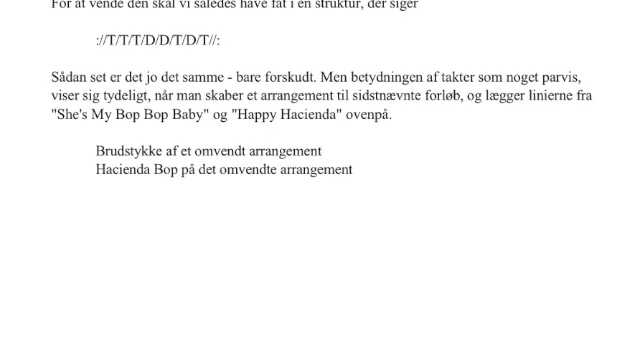 For at vende den skal vi således have fat i en struktur, der siger
://T/T/T/D/D/T/D/T//:
Sådan set er det jo det samme - bare forskudt. Men betydningen af takter som noget parvis,
viser sig tydeligt, når man skaber et arrangement til sidstnævnte forløb, og lægger linierne fra
"She's My Bop Bop Baby" og "Happy Hacienda" ovenpå.
Brudstykke af et omvendt arrangement
Hacienda Bop på det omvendte arrangement